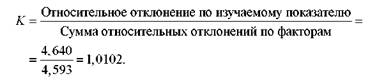 K = Относительное отклонение по изучаемому показателю / Сумма относительных отклонений по факторам =
= 4,640 / 4,593 = 1,0102.